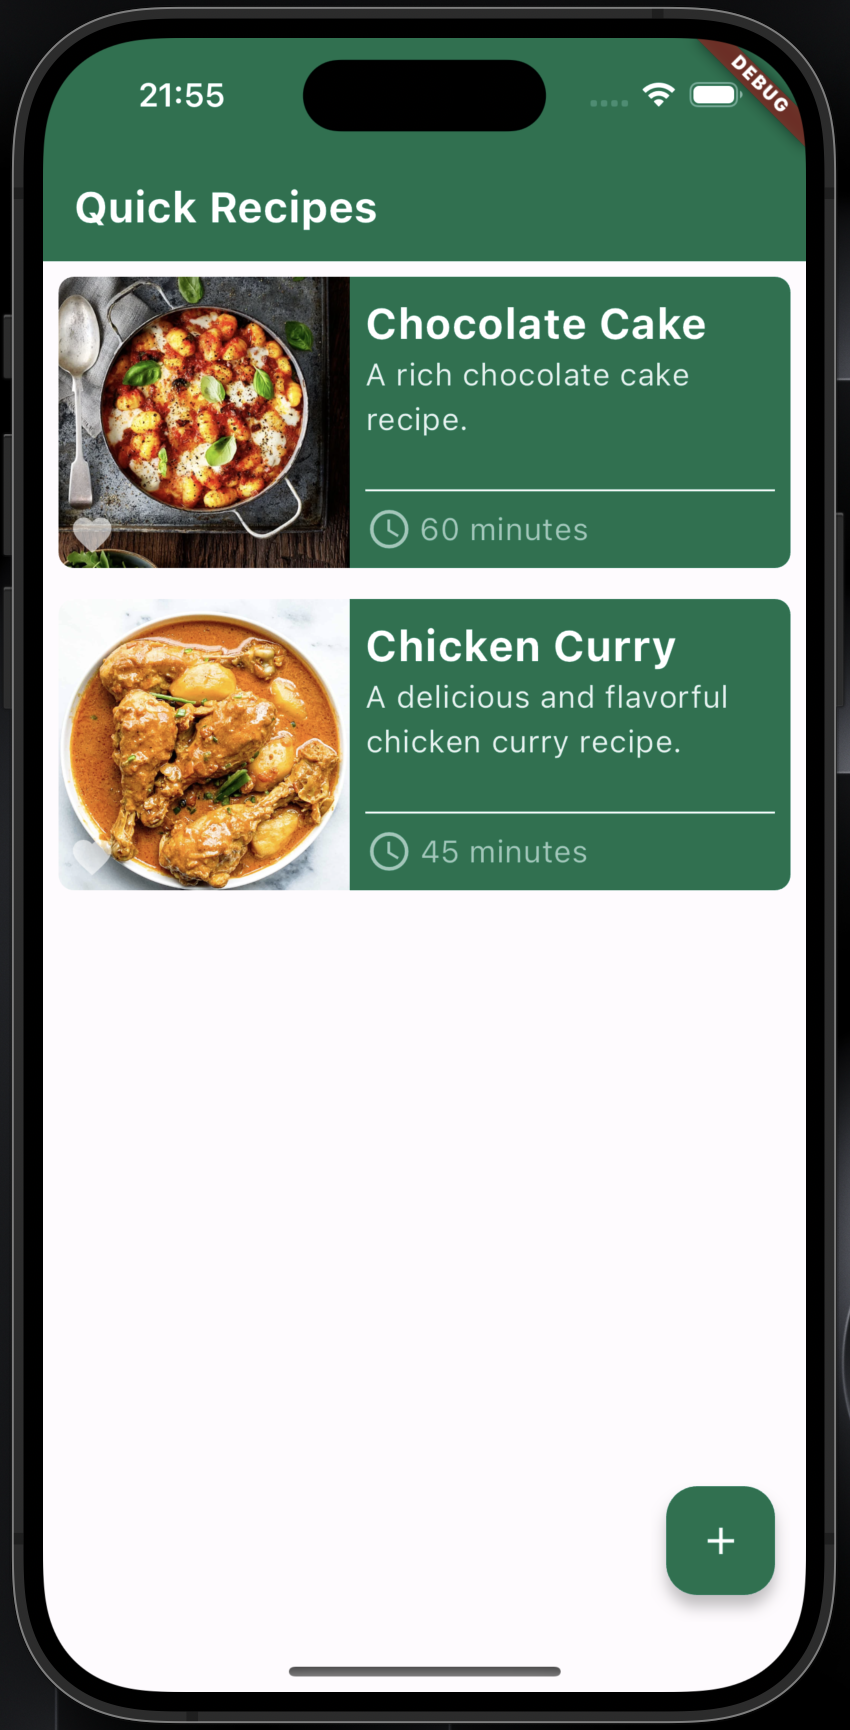 21:55
DEBUG
Quick Recipes
Chocolate Cake
A rich chocolate cake
recipe.
60 minutes
Chicken Curry
A delicious and flavorful
chicken curry recipe.
45 minutes
+